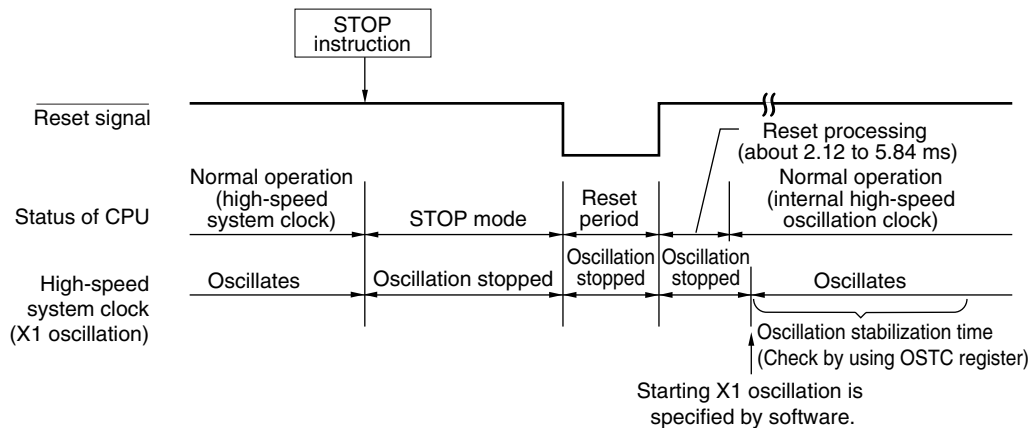 STOP
instruction
Reset signal
Reset processing
(about 2.12 to 5.84 ms)
Status of CPU
Normal operation
(high-speed
system clock)
STOP mode
Reset
period
Normal operation
(internal high-speed
oscillation clock)
High-speed
system clock
(X1 oscillation)
Oscillates
Oscillation stopped
Oscillation
stopped
Oscillation
stopped
Oscillates
Oscillation stabilization time
(Check by using OSTC register)
Starting X1 oscillation is
specified by software.